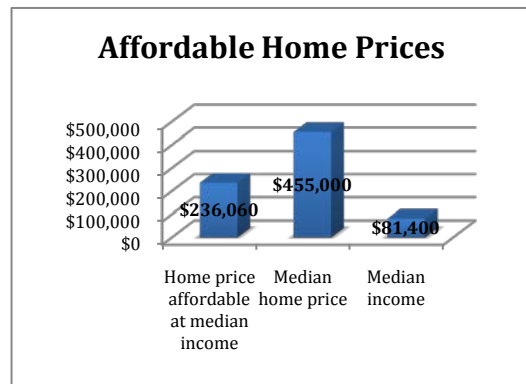 Affordable Home Prices
$500,000
$400,000
$300,000
$200,000
$100,000
$0
$236,060
$455,000
$81,400
Home price
affordable
at median
income
Median
home price
Median
income